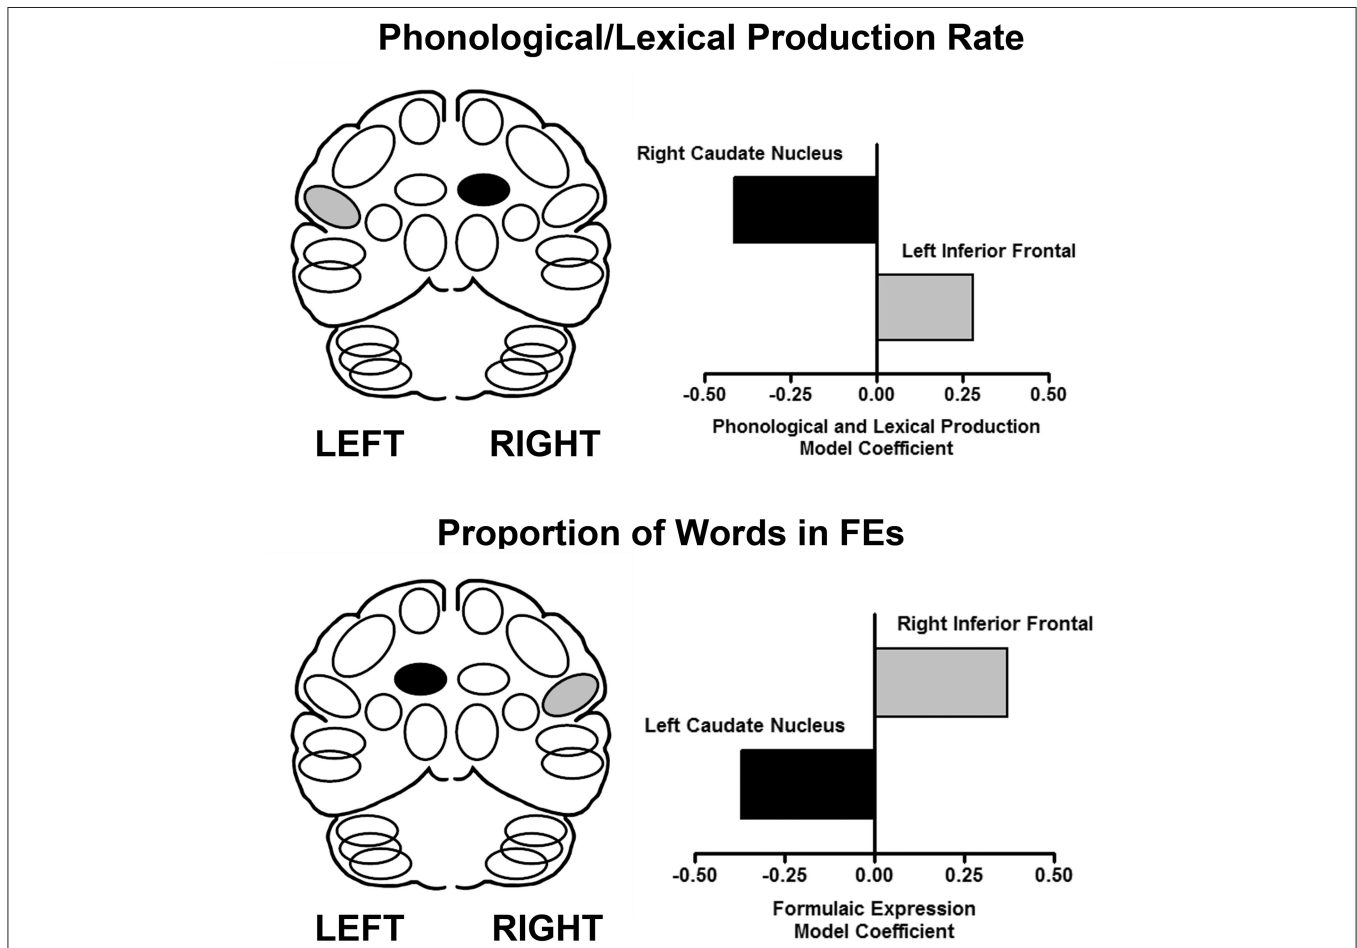 Phonological/Lexical Production Rate
Right Caudate Nucleus
Left Inferior Frontal
-0.50 -0.25 0.00 0.25 0.50
Phonological and Lexical Production
Model Coefficient
LEFT RIGHT
Proportion of Words in FEs
Right Inferior Frontal
Left Caudate Nucleus
-0.50 -0.25 0.00 0.25 0.50
Formulaic Expression
Model Coefficient
LEFT RIGHT